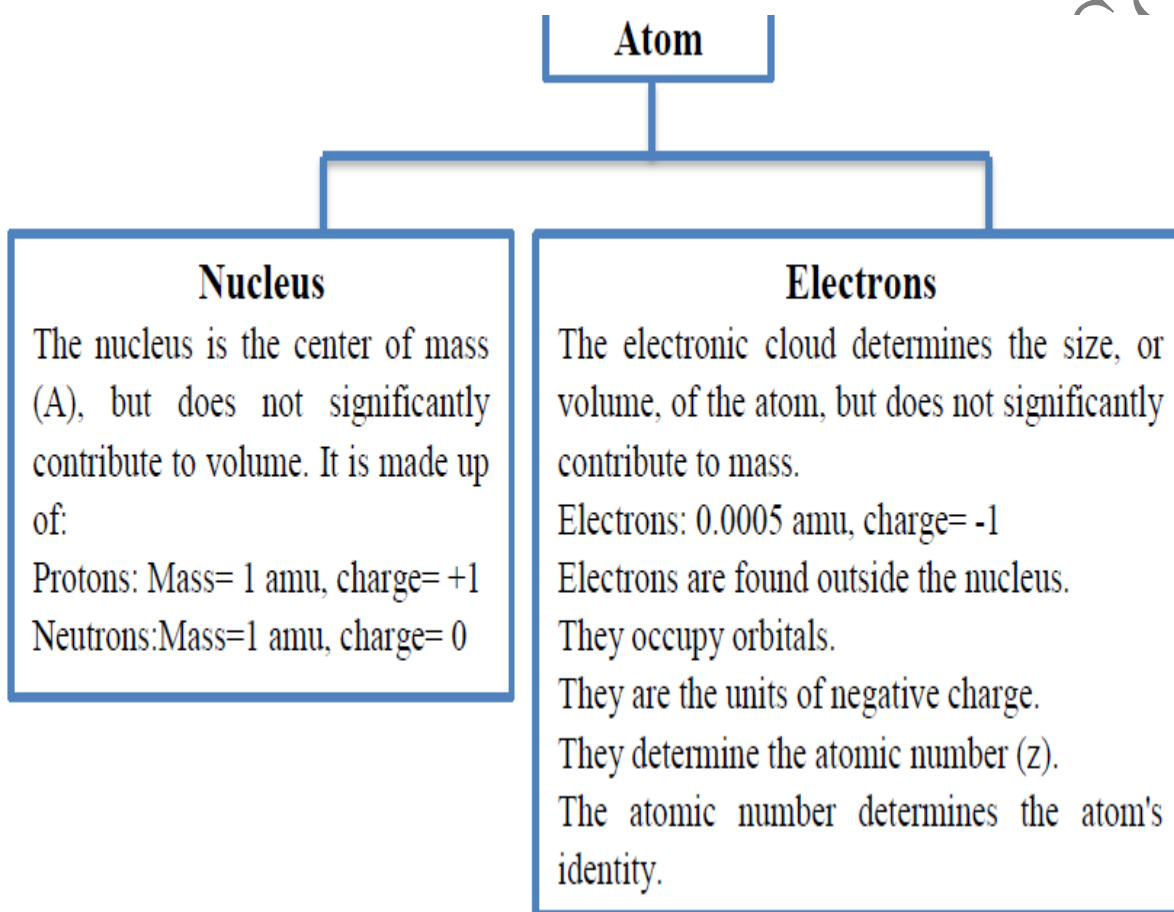 Atom
Nucleus
The nucleus is the center of mass
(A), but does not significantly
contribute to volume. It is made up
of:
Protons: Mass= 1 amu, charge= +1
Neutrons:Mass=1 amu, charge= 0
Electrons
The electronic cloud determines the size, or
volume, of the atom, but does not significantly
contribute to mass.
Electrons: 0.0005 amu, charge= -1
Electrons are found outside the nucleus.
They occupy orbitals.
They are the units of negative charge.
They determine the atomic number (z).
The atomic number determines the atom's
identity.